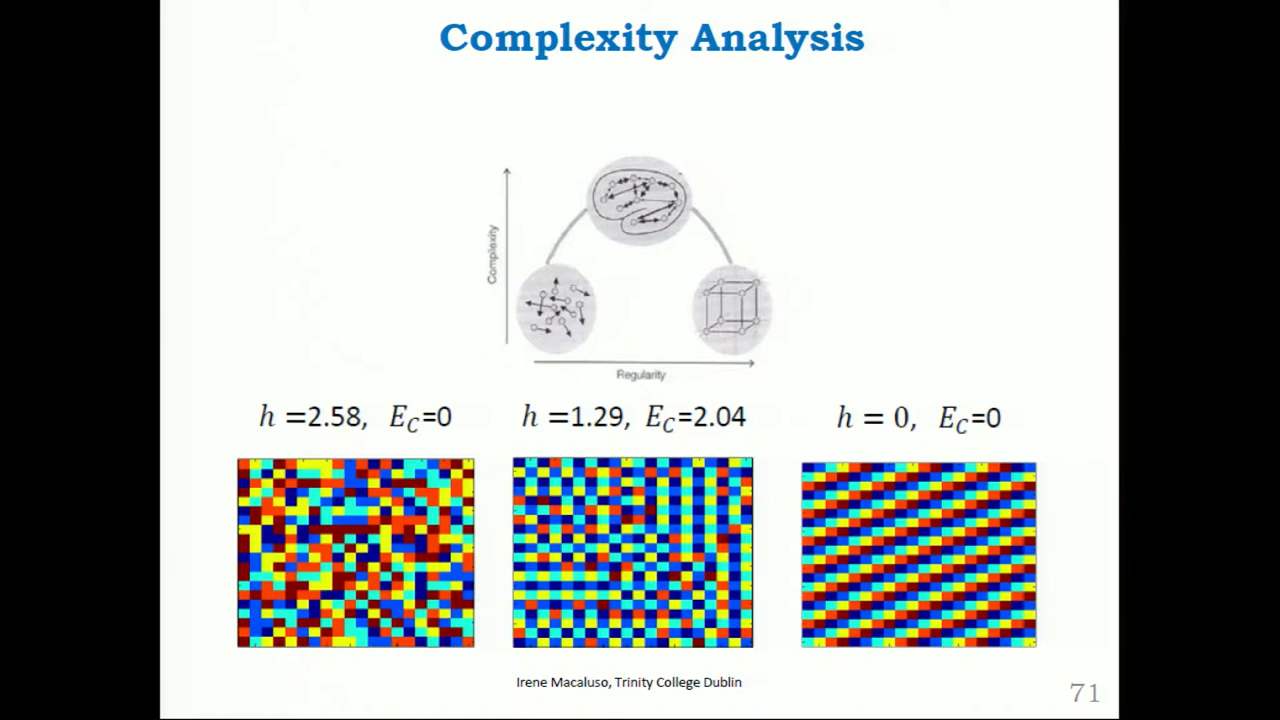 Complexity Analysis
Complexity
Regularity
h =2.58, E_C=0
h =1.29, E_C=2.04
h = 0, E_C=0
Irene Macaluso, Trinity College Dublin
71